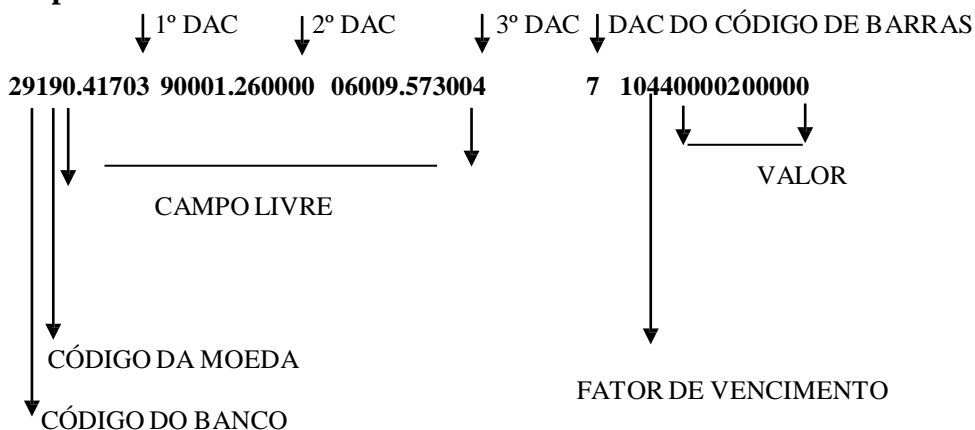 1º DAC 2º DAC 3º DAC DAC DO CÓDIGO DE BARRAS
29190.41703 90001.260000 06009.573004 7 10440000200000
VALOR
CAMPO LIVRE
CÓDIGO DA MOEDA
FATOR DE VENCIMENTO
CÓDIGO DO BANCO